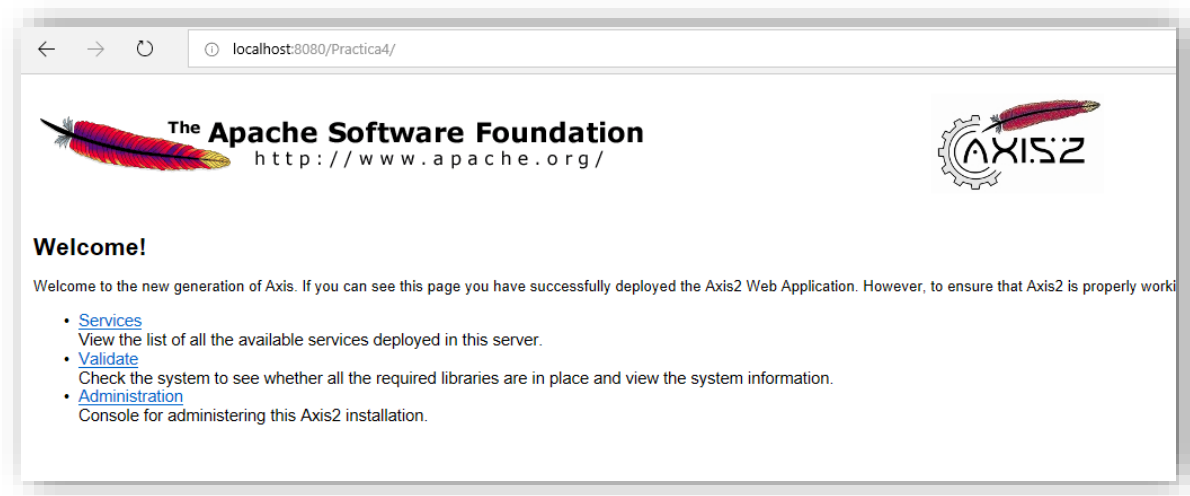 localhost:8080/Practica4/
The Apache Software Foundation
http://www.apache.org/
AXIS2
Welcome!
Welcome to the new generation of Axis. If you can see this page you have successfully deployed the Axis2 Web Application. However, to ensure that Axis2 is properly worki
• Services
View the list of all the available services deployed in this server.
• Validate
Check the system to see whether all the required libraries are in place and view the system information.
• Administration
Console for administering this Axis2 installation.